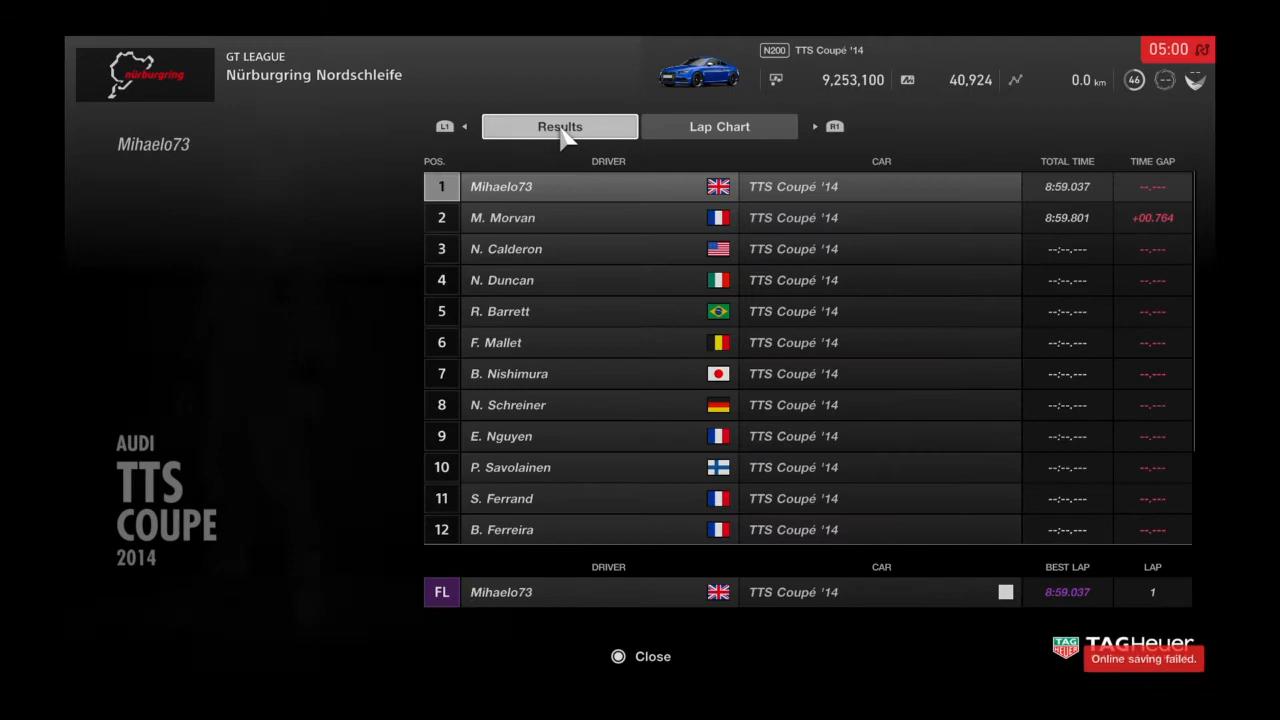 nürburgring
GT LEAGUE
Nürburgring Nordschleife
N200 TTS Coupé '14
9,253,100 40,924 0.0 km 46 --
05:00
Mihaelo73
L1 Results Lap Chart R1
POS. DRIVER CAR TOTAL TIME TIME GAP
1 Mihaelo73 TTS Coupé '14 8:59.037 --.---
2 M. Morvan TTS Coupé '14 8:59.801 +00.764
3 N. Calderon TTS Coupé '14 --:--.--- --.---
4 N. Duncan TTS Coupé '14 --:--.--- --.---
5 R. Barrett TTS Coupé '14 --:--.--- --.---
6 F. Mallet TTS Coupé '14 --:--.--- --.---
7 B. Nishimura TTS Coupé '14 --:--.--- --.---
8 N. Schreiner TTS Coupé '14 --:--.--- --.---
9 E. Nguyen TTS Coupé '14 --:--.--- --.---
10 P. Savolainen TTS Coupé '14 --:--.--- --.---
11 S. Ferrand TTS Coupé '14 --:--.--- --.---
12 B. Ferreira TTS Coupé '14 --:--.--- --.---
AUDI
TTS
COUPE
2014
DRIVER CAR BEST LAP LAP
FL Mihaelo73 TTS Coupé '14 8:59.037 1
Close
TAG HEUER TAGHeuer
Online saving failed.